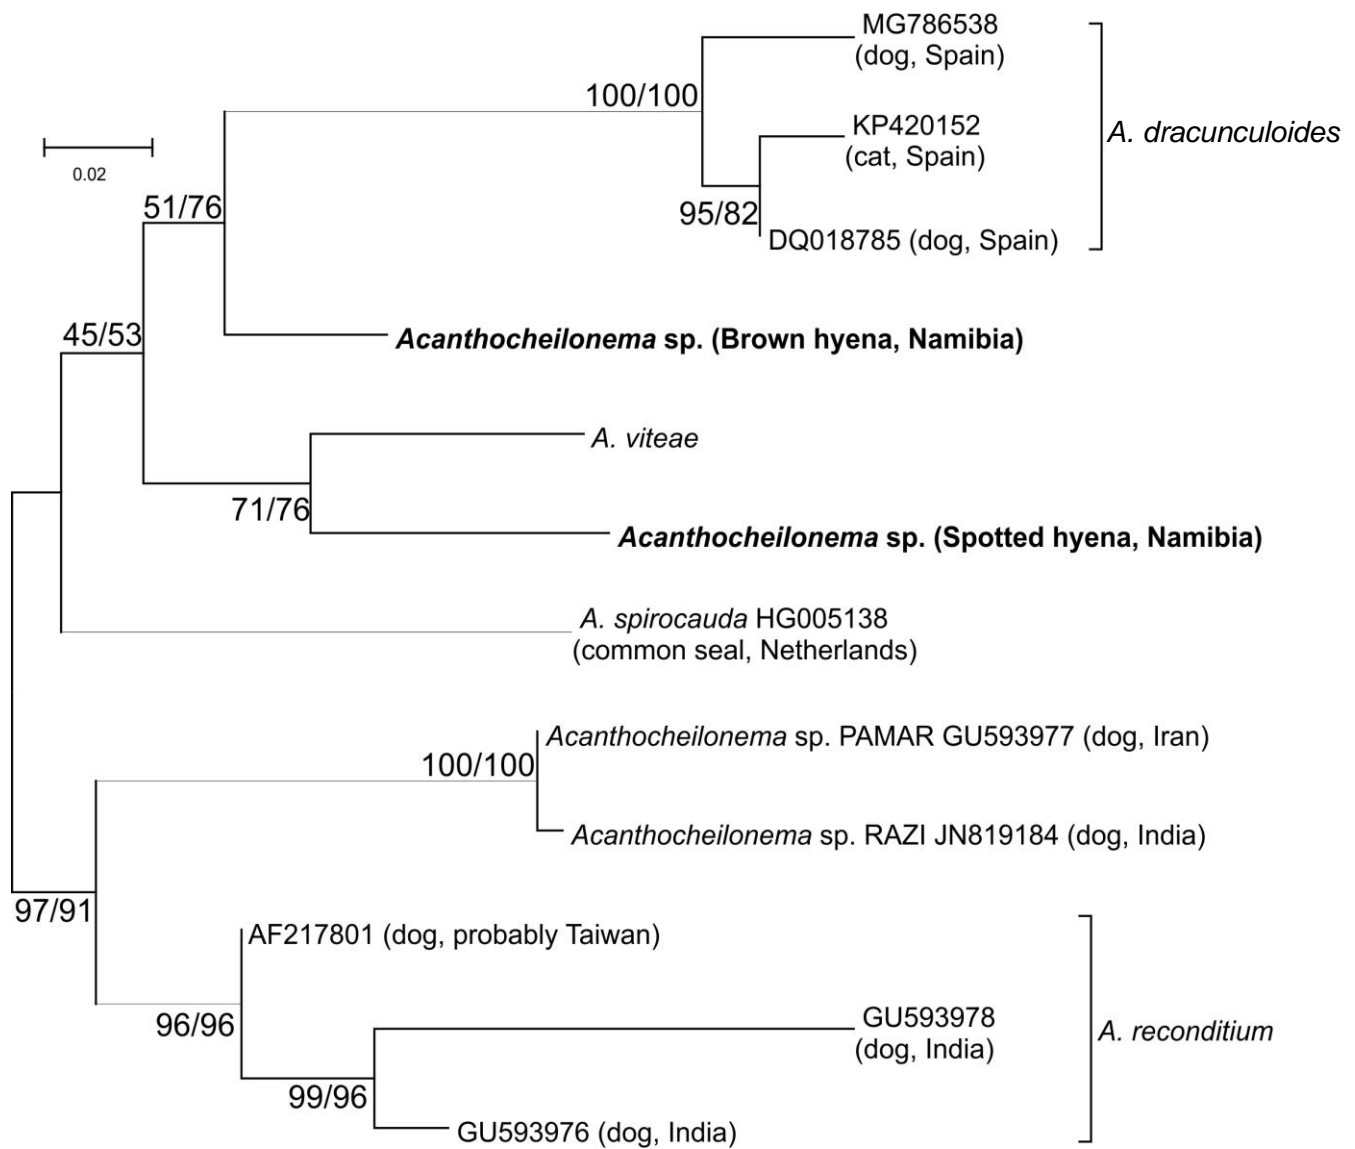 MG786538
(dog, Spain)
100/100
KP420152
(cat, Spain)
A. dracunculoides
0.02
51/76
95/82
DQ018785 (dog, Spain)
45/53
Acanthocheilonema sp. (Brown hyena, Namibia)
A. viteae
71/76
Acanthocheilonema sp. (Spotted hyena, Namibia)
A. spirocauda HG005138
(common seal, Netherlands)
Acanthocheilonema sp. PAMAR GU593977 (dog, Iran)
100/100
Acanthocheilonema sp. RAZI JN819184 (dog, India)
97/91
AF217801 (dog, probably Taiwan)
96/96
GU593978
(dog, India)
A. reconditium
99/96
GU593976 (dog, India)